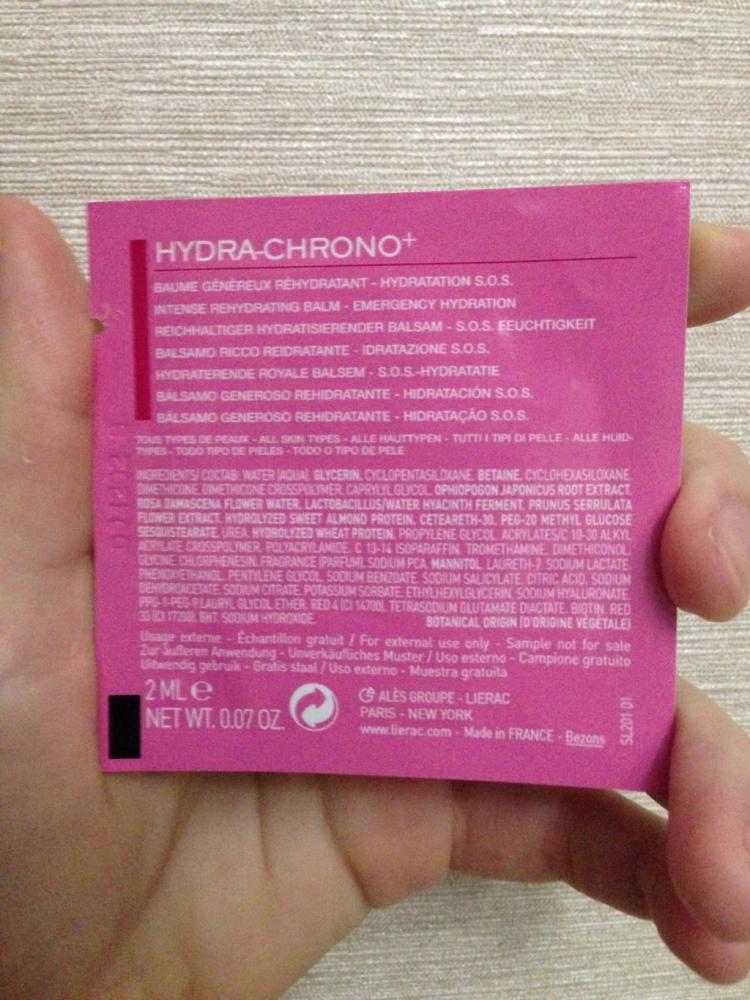 HYDRA-CHRONO+
BAUME GÉNÉREUX RÉHYDRATANT - HYDRATATION S.O.S.
INTENSE REHYDRATING BALM - EMERGENCY HYDRATION
REICHHALTIGER HYDRATISIERENDER BALSAM - S.O.S. FEUCHTIGKEIT
BALSAMO RICCO REIDRATANTE - IDRATAZIONE S.O.S.
HYDRATERENDE ROYALE BALSEM - S.O.S.-HYDRATATIE
BÁLSAMO GENEROSO REHIDRATANTE - HIDRATACIÓN S.O.S.
BÁLSAMO GENEROSO REHIDRATANTE - HIDRATAÇÃO S.O.S.
TOUS TYPES DE PEAUX - ALL SKIN TYPES - ALLE HAUTTYPEN - TUTTI I TIPI DI PELLE - ALLE HUID-
TYPES - TODO TIPO DE PIELES - TODO O TIPO DE PELE
INGREDIENTS/ СОСТАВ: WATER (AQUA), GLYCERIN, CYCLOPENTASILOXANE, BETAINE, CYCLOHEXASILOXANE,
DIMETHICONE, DIMETHICONE CROSSPOLYMER, CAPRYLYL GLYCOL, OPHIOPOGON JAPONICUS ROOT EXTRACT,
ROSA DAMASCENA FLOWER WATER, LACTOBACILLUS/WATER HYACINTH FERMENT, PRUNUS SERRULATA
FLOWER EXTRACT, HYDROLYZED SWEET ALMOND PROTEIN, CETEARETH-30, PEG-20 METHYL GLUCOSE
SESQUISTEARATE, UREA, HYDROLYZED WHEAT PROTEIN, PROPYLENE GLYCOL, ACRYLATES/C 10-30 ALKYL
ACRYLATE CROSSPOLYMER, POLYACRYLAMIDE, C 13-14 ISOPARAFFIN, TROMETHAMINE, DIMETHICONOL,
GLYCINE, CHLORPHENESIN, FRAGRANCE (PARFUM), SODIUM PCA, MANNITOL, LAURETH-7, SODIUM LACTATE,
PHENOXYETHANOL, PENTYLENE GLYCOL, SODIUM BENZOATE, SODIUM SALICYLATE, CITRIC ACID, SODIUM
DEHYDROACETATE, SODIUM CITRATE, POTASSIUM SORBATE, ETHYLHEXYLGLYCERIN, SODIUM HYALURONATE,
PPG-1-PEG-9 LAURYL GLYCOL ETHER, RED 4 (CI 14700), TETRASODIUM GLUTAMATE DIACTATE, BIOTIN, RED
33 (CI 17200), BHT, SODIUM HYDROXIDE. BOTANICAL ORIGIN (D'ORIGINE VÉGÉTALE)
Usage externe - Échantillon gratuit / For external use only - Sample not for sale
Zur äußeren Anwendung - Unverkäufliches Muster / Uso esterno - Campione gratuito
Uitwendig gebruik - Gratis staal / Uso externo - Muestra gratuita
2 ML e
NET WT. 0.07 OZ.
ALÈS GROUPE - LIERAC
PARIS - NEW YORK
www.lierac.com - Made in FRANCE - Bezons
SL201 01